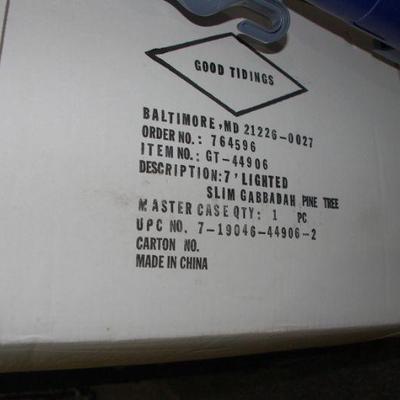 GOOD TIDINGS
BALTIMORE, MD 21226-0027
ORDER NO.: 764596
ITEM NO.: GT-44906
DESCRIPTION: 7' LIGHTED
SLIM GABBADAH PINE TREE
MASTER CASE QTY: 1 PC
UPC NO. 7-19046-44906-2
CARTON NO.
MADE IN CHINA